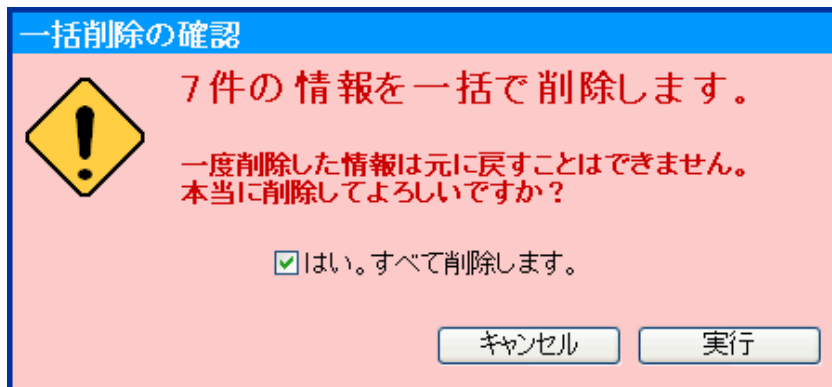 一括削除の確認
7件の情報を一括で削除します。
一度削除した情報は元に戻すことはできません。
本当に削除してよろしいですか？
はい。すべて削除します。
キャンセル 実行